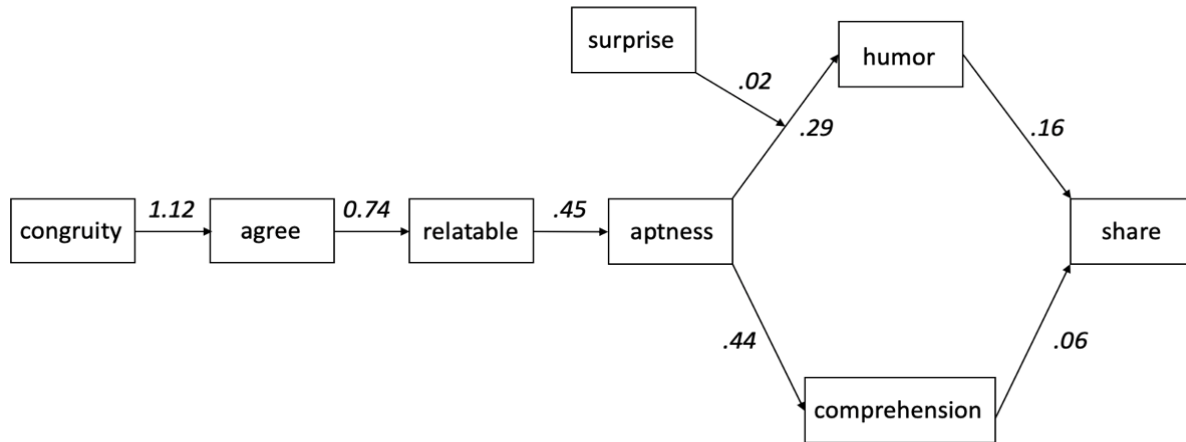 surprise
humor
.02
.29
.16
congruity
1.12
agree
0.74
relatable
.45
aptness
share
.44
.06
comprehension